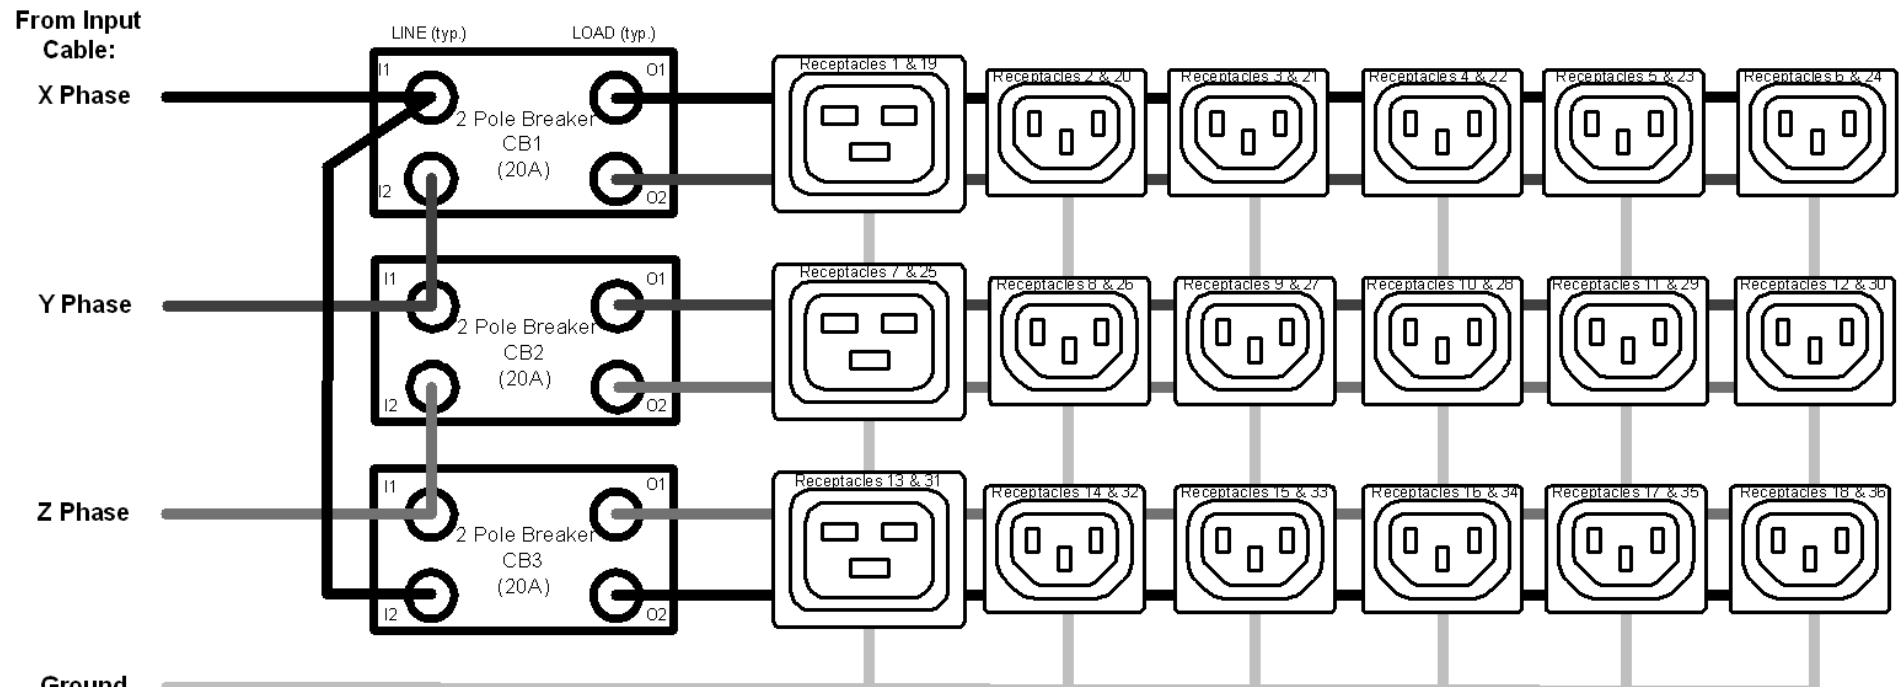 From Input
Cable:
LINE (typ.)
LOAD (typ.)
X Phase
I1
O1
2 Pole Breaker
CB1
(20A)
I2
O2
Receptacles 1 & 19
Receptacles 2 & 20
Receptacles 3 & 21
Receptacles 4 & 22
Receptacles 5 & 23
Receptacles 6 & 24
Y Phase
I1
O1
2 Pole Breaker
CB2
(20A)
I2
O2
Receptacles 7 & 25
Receptacles 8 & 26
Receptacles 9 & 27
Receptacles 10 & 28
Receptacles 11 & 29
Receptacles 12 & 30
Z Phase
I1
O1
2 Pole Breaker
CB3
(20A)
I2
O2
Receptacles 13 & 31
Receptacles 14 & 32
Receptacles 15 & 33
Receptacles 16 & 34
Receptacles 17 & 35
Receptacles 18 & 36
Ground